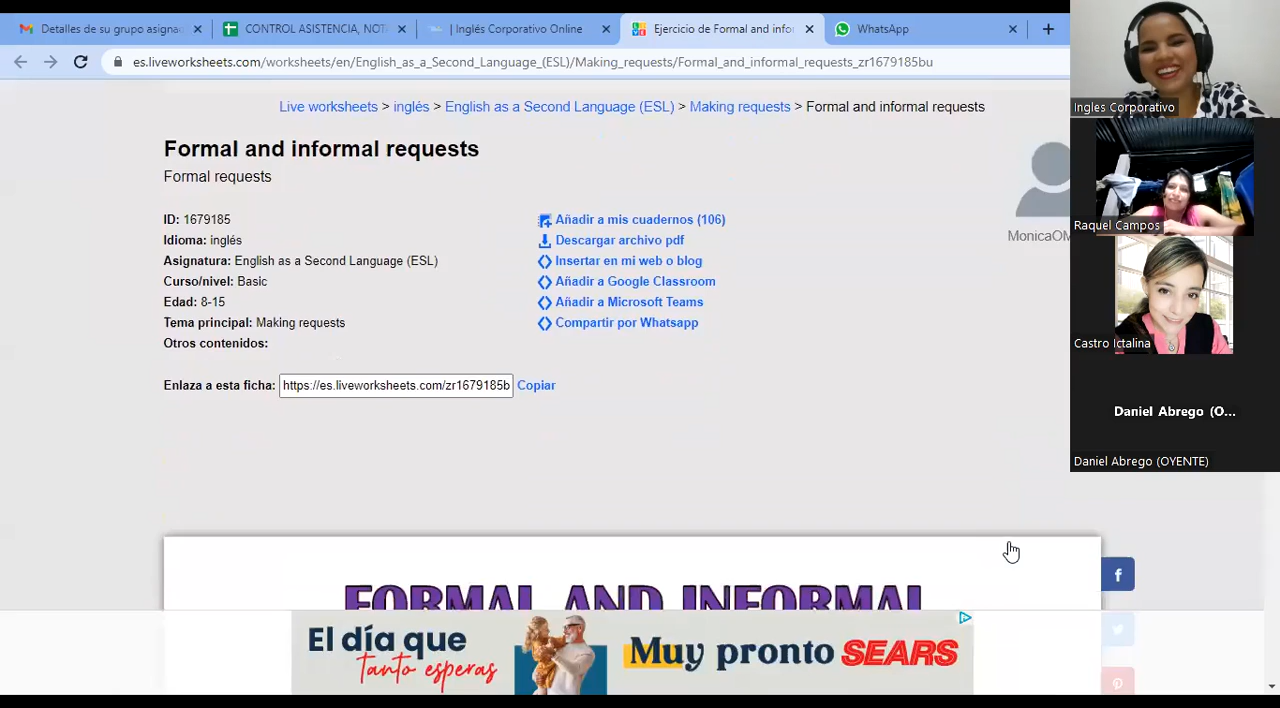 Detalles de su grupo asignad
CONTROL ASISTENCIA, NOT
| Inglés Corporativo Online
Ejercicio de Formal and info
WhatsApp
es.liveworksheets.com/worksheets/en/English_as_a_Second_Language_(ESL)/Making_requests/Formal_and_informal_requests_zr1679185bu
Ingles Corporativo
Live worksheets > inglés > English as a Second Language (ESL) > Making requests > Formal and informal requests
Formal and informal requests
Formal requests
MonicaOM
Raquel Campos
ID: 1679185
Idioma: inglés
Asignatura: English as a Second Language (ESL)
Curso/nivel: Basic
Edad: 8-15
Tema principal: Making requests
Otros contenidos:
Añadir a mis cuadernos (106)
Descargar archivo pdf
Insertar en mi web o blog
Añadir a Google Classroom
Añadir a Microsoft Teams
Compartir por Whatsapp
Castro Ictalina
Enlaza a esta ficha: https://es.liveworksheets.com/zr1679185b Copiar
Daniel Abrego (O...
Daniel Abrego (OYENTE)
FORMAL AND INFORMAL
El día que
tanto esperas
Muy pronto SEARS